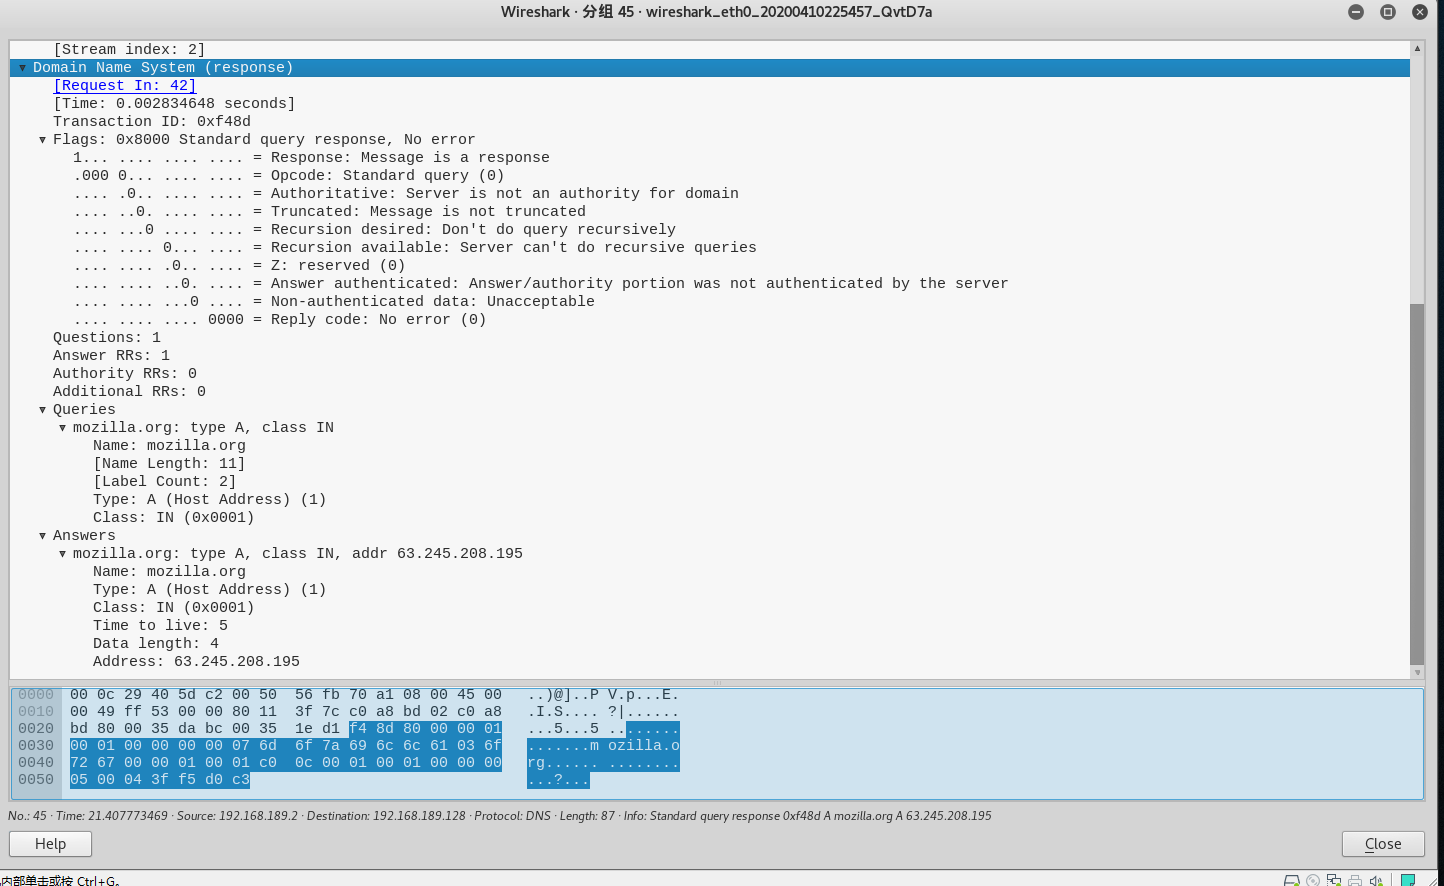 Wireshark · 分组 45 · wireshark_eth0_20200410225457_QvtD7a
[Stream index: 2]
Domain Name System (response)
[Request In: 42]
[Time: 0.002834648 seconds]
Transaction ID: 0xf48d
Flags: 0x8000 Standard query response, No error
1... .... .... .... = Response: Message is a response
.000 0... .... .... = Opcode: Standard query (0)
.... .0.. .... .... = Authoritative: Server is not an authority for domain
.... ..0. .... .... = Truncated: Message is not truncated
.... ...0 .... .... = Recursion desired: Don't do query recursively
.... .... 0... .... = Recursion available: Server can't do recursive queries
.... .... .0.. .... = Z: reserved (0)
.... .... ..0. .... = Answer authenticated: Answer/authority portion was not authenticated by the server
.... .... ...0 .... = Non-authenticated data: Unacceptable
.... .... .... 0000 = Reply code: No error (0)
Questions: 1
Answer RRs: 1
Authority RRs: 0
Additional RRs: 0
Queries
mozilla.org: type A, class IN
Name: mozilla.org
[Name Length: 11]
[Label Count: 2]
Type: A (Host Address) (1)
Class: IN (0x0001)
Answers
mozilla.org: type A, class IN, addr 63.245.208.195
Name: mozilla.org
Type: A (Host Address) (1)
Class: IN (0x0001)
Time to live: 5
Data length: 4
Address: 63.245.208.195
0000 00 0c 29 40 5d c2 00 50 56 fb 70 a1 08 00 45 00 ..)@]..P V.p...E.
0010 00 49 ff 53 00 00 80 11 3f 7c c0 a8 bd 02 c0 a8 .I.S.... ?|......
0020 bd 80 00 35 da bc 00 35 1e d1 f4 8d 80 00 00 01 ...5...5 ........
0030 00 01 00 00 00 00 07 6d 6f 7a 69 6c 6c 61 03 6f .......m ozilla.o
0040 72 67 00 00 01 00 01 c0 0c 00 01 00 01 00 00 00 rg...... ........
0050 05 00 04 3f f5 d0 c3 ...?...
No.: 45 · Time: 21.407773469 · Source: 192.168.189.2 · Destination: 192.168.189.128 · Protocol: DNS · Length: 87 · Info: Standard query response 0xf48d A mozilla.org A 63.245.208.195
Help
Close
内部单击或按 Ctrl+G。